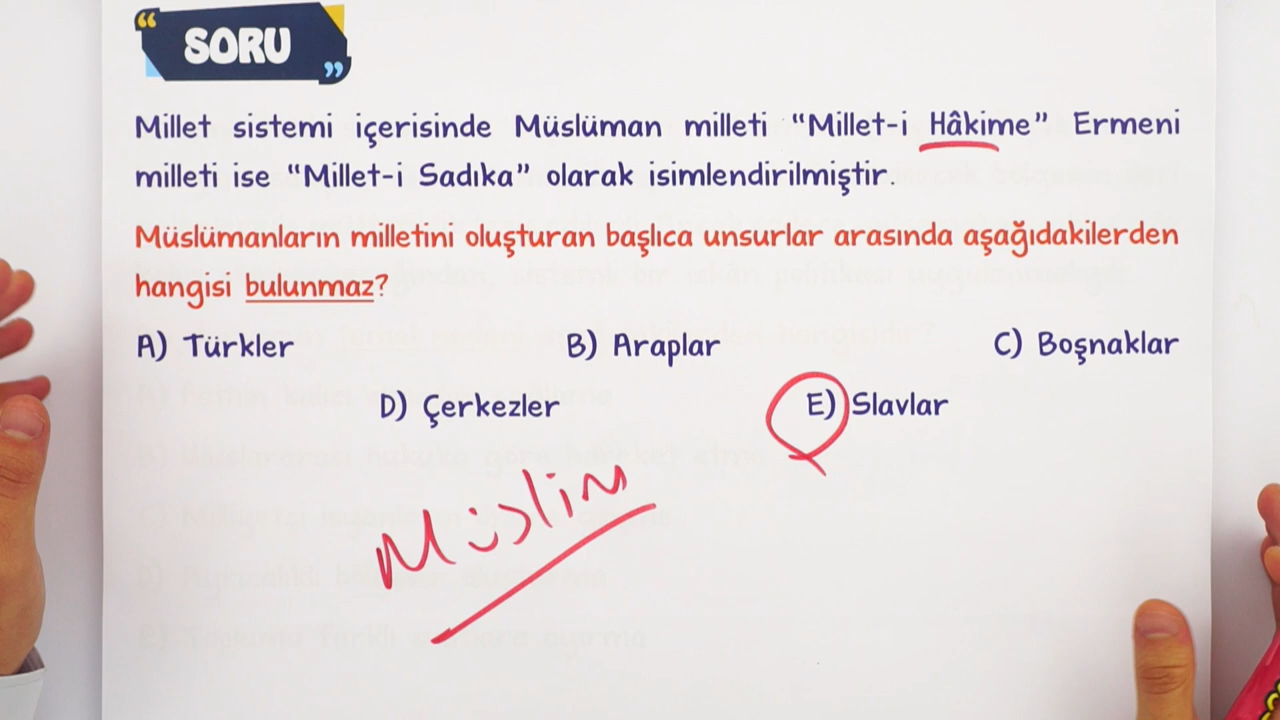 SORU
Millet sistemi içerisinde Müslüman milleti “Millet-i Hâkime” Ermeni
milleti ise “Millet-i Sadıka” olarak isimlendirilmiştir.
Müslümanların milletini oluşturan başlıca unsurlar arasında aşağıdakilerden
hangisi bulunmaz?
A) Türkler B) Araplar C) Boşnaklar
D) Çerkezler E) Slavlar
Müslim